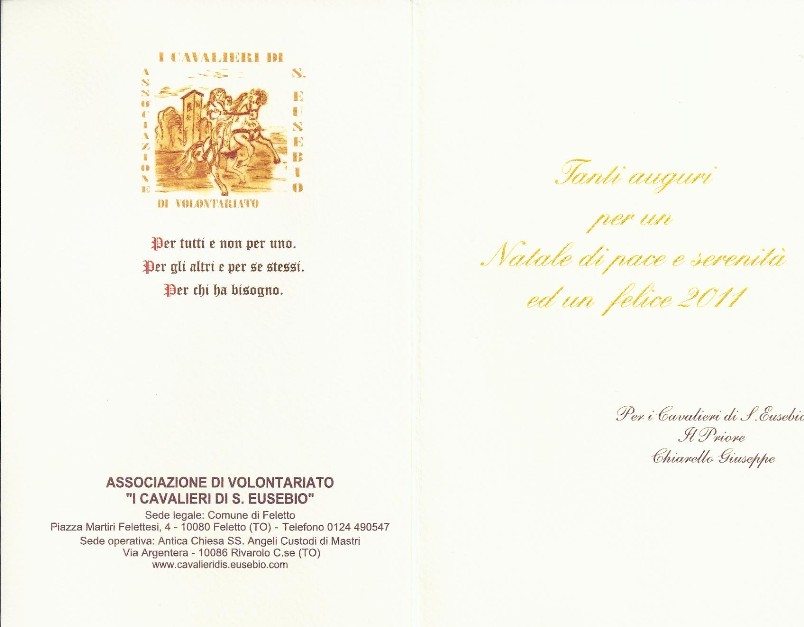 I CAVALIERI DI
S. EUSEBIO
ASSOCIAZIONE
DI VOLONTARIATO
Per tutti e non per uno.
Per gli altri e per se stessi.
Per chi ha bisogno.
ASSOCIAZIONE DI VOLONTARIATO
"I CAVALIERI DI S. EUSEBIO"
Sede legale: Comune di Feletto
Piazza Martiri Felettesi, 4 - 10080 Feletto (TO) - Telefono 0124 490547
Sede operativa: Antica Chiesa SS. Angeli Custodi di Mastri
Via Argentera - 10086 Rivarolo C.se (TO)
www.cavalieridis.eusebio.com
Tanti auguri
per un
Natale di pace e serenità
ed un felice 2011
Per i Cavalieri di S. Eusebio
Il Priore
Chiarello Giuseppe